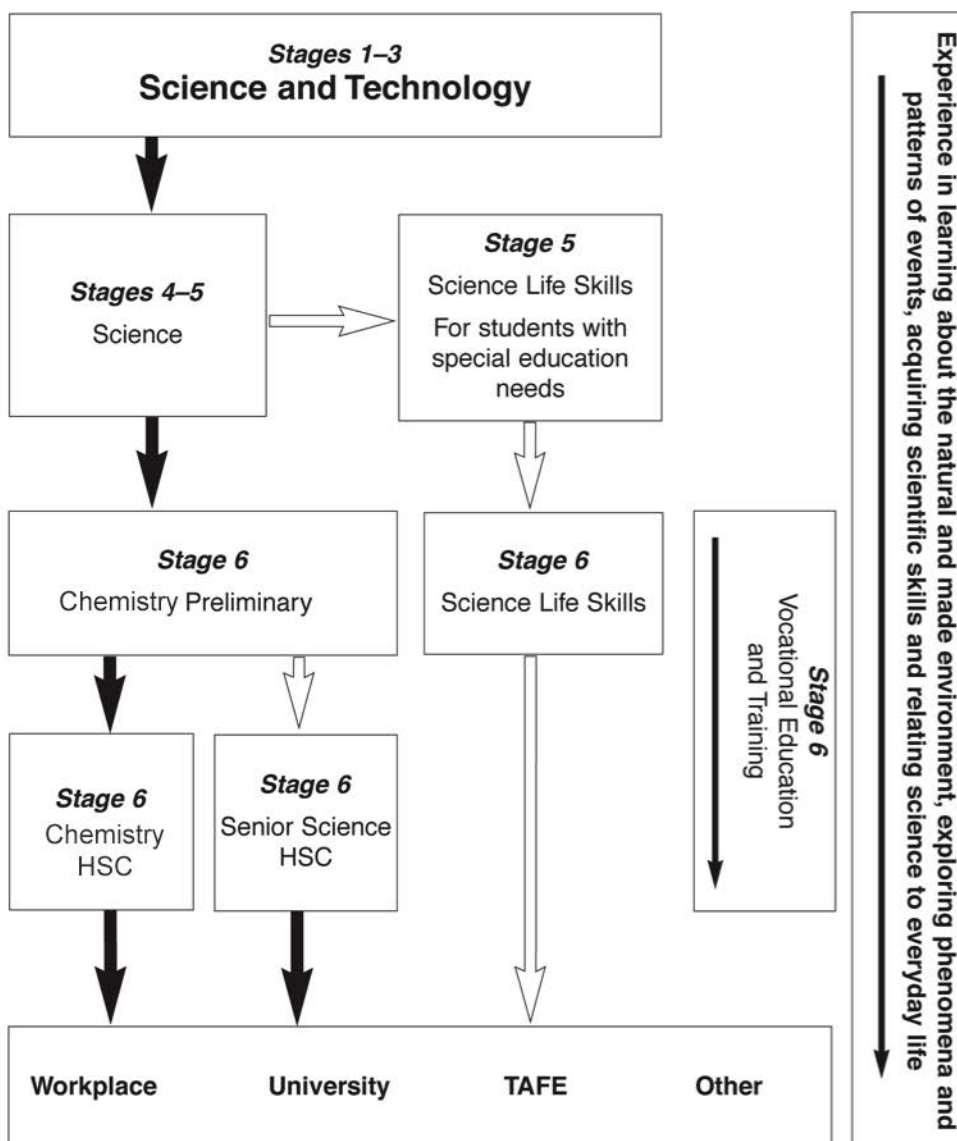 Stages 1–3
Science and Technology
Stages 4–5
Science
Stage 5
Science Life Skills
For students with
special education
needs
Stage 6
Chemistry Preliminary
Stage 6
Science Life Skills
Stage 6
Vocational Education
and Training
Stage 6
Chemistry
HSC
Stage 6
Senior Science
HSC
Workplace
University
TAFE
Other
Experience in learning about the natural and made environment, exploring phenomena and
patterns of events, acquiring scientific skills and relating science to everyday life